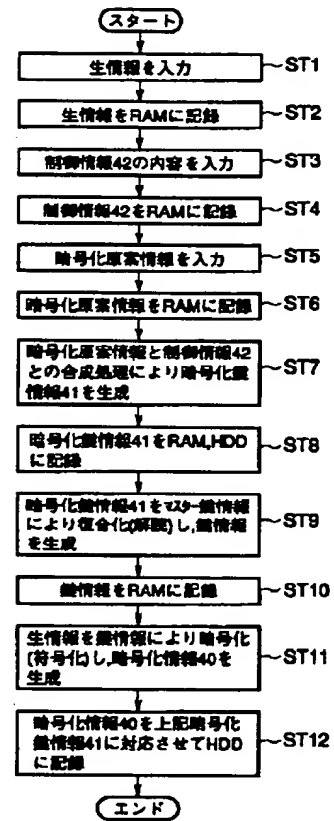 スタート
生情報を入力
ST1
生情報をRAMに記録
ST2
制御情報42の内容を入力
ST3
制御情報42をRAMに記録
ST4
暗号化原案情報を入力
ST5
暗号化原案情報をRAMに記録
ST6
暗号化原案情報と制御情報42
との合成処理により暗号化鍵
情報41を生成
ST7
暗号化鍵情報41をRAM,HDD
に記録
ST8
暗号化鍵情報41をマスター鍵情報
により復合化(解読)し,鍵情報
を生成
ST9
鍵情報をRAMに記録
ST10
生情報を鍵情報により暗号化
(符号化)し,暗号化情報40を
生成
ST11
暗号化情報40を上記暗号化
鍵情報41に対応させてHDD
に記録
ST12
エンド